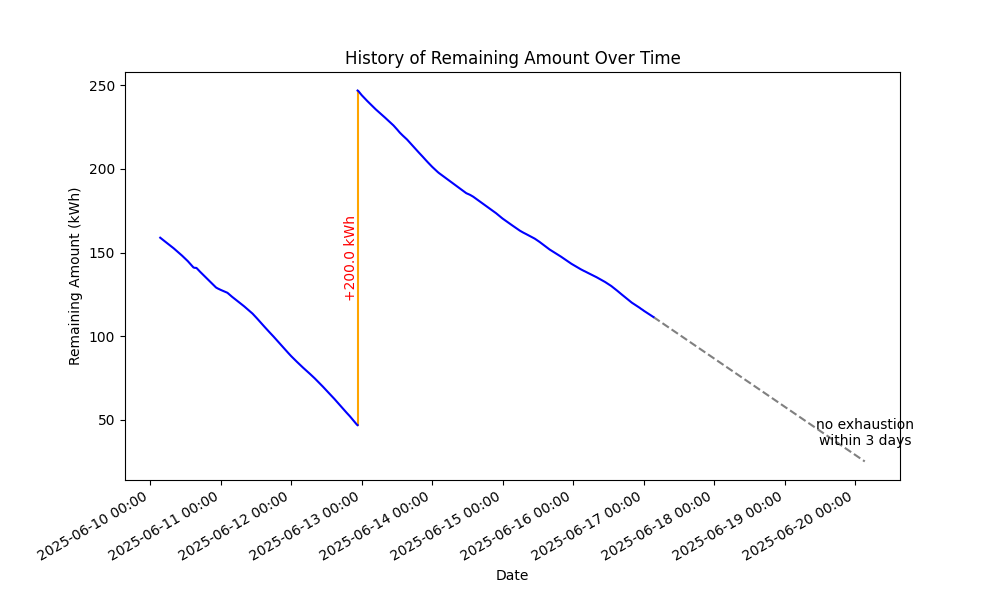 History of Remaining Amount Over Time
Remaining Amount (kWh)
250
200
150
100
50
+200.0 kWh
no exhaustion
within 3 days
2025-06-10 00:00
2025-06-11 00:00
2025-06-12 00:00
2025-06-13 00:00
2025-06-14 00:00
2025-06-15 00:00
2025-06-16 00:00
2025-06-17 00:00
2025-06-18 00:00
2025-06-19 00:00
2025-06-20 00:00
Date